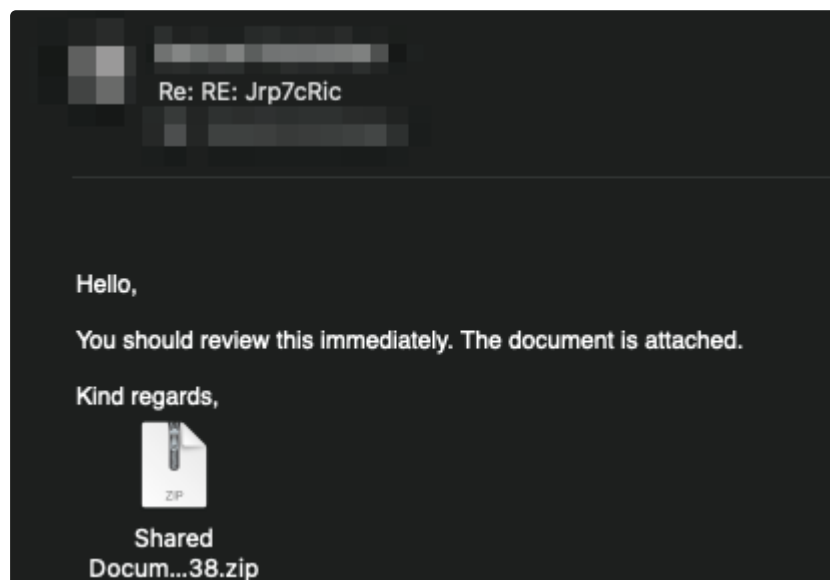 Re: RE: Jrp7cRic
Hello,
You should review this immediately. The document is attached.
Kind regards,
ZIP
Shared
Docum...38.zip